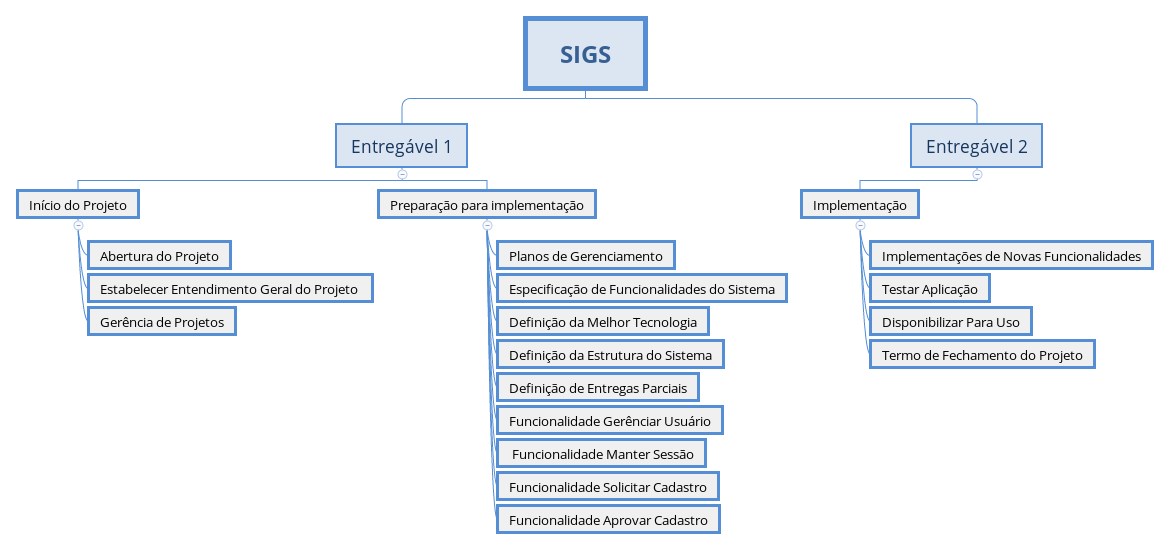 SIGS
Entregável 1
Entregável 2
Início do Projeto
Preparação para implementação
Implementação
Abertura do Projeto
Estabelecer Entendimento Geral do Projeto
Gerência de Projetos
Planos de Gerenciamento
Especificação de Funcionalidades do Sistema
Definição da Melhor Tecnologia
Definição da Estrutura do Sistema
Definição de Entregas Parciais
Funcionalidade Gerênciar Usuário
Funcionalidade Manter Sessão
Funcionalidade Solicitar Cadastro
Funcionalidade Aprovar Cadastro
Implementações de Novas Funcionalidades
Testar Aplicação
Disponibilizar Para Uso
Termo de Fechamento do Projeto